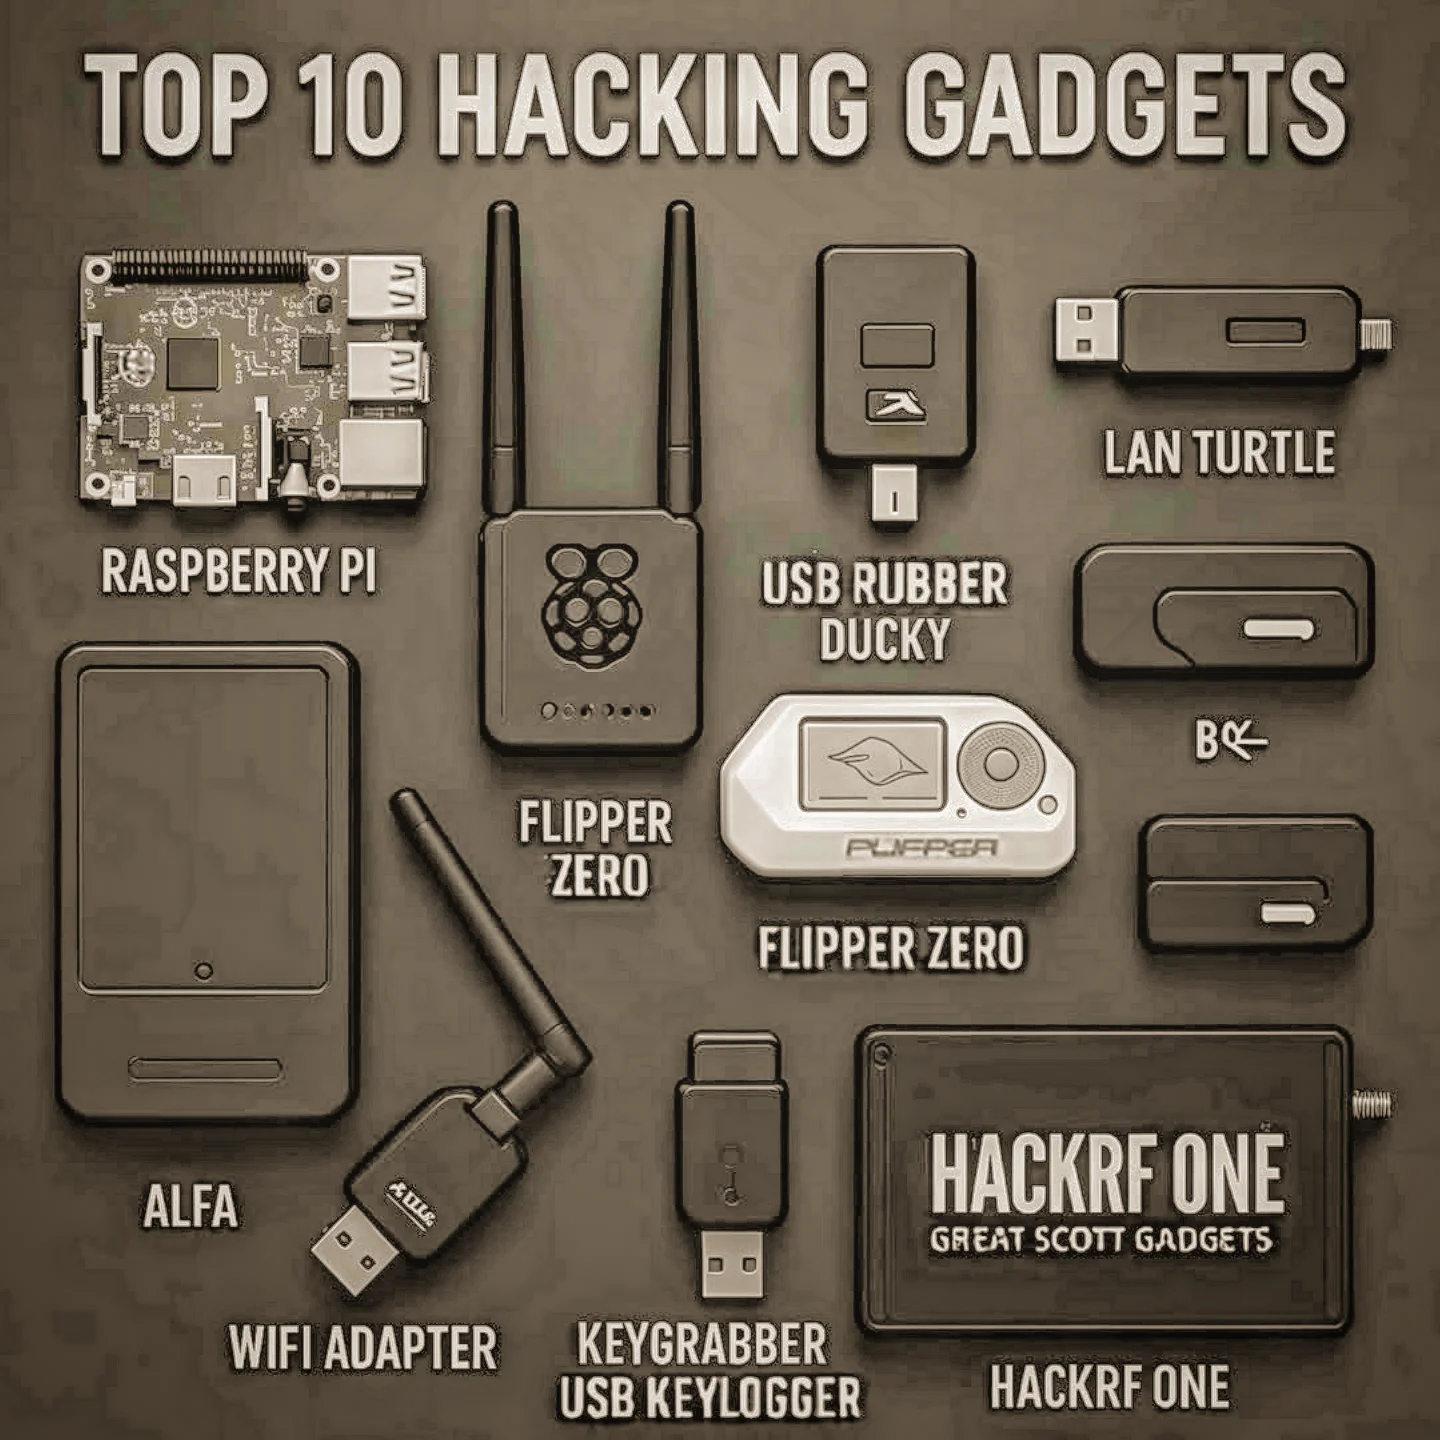 TOP 10 HACKING GADGETS
RASPBERRY PI
LAN TURTLE
USB RUBBER
DUCKY
FLIPPER
ZERO
FLIPPER ZERO
ALFA
HACKRF ONE
GREAT SCOTT GADGETS
WIFI ADAPTER
KEYGRABBER
USB KEYLOGGER
HACKRF ONE